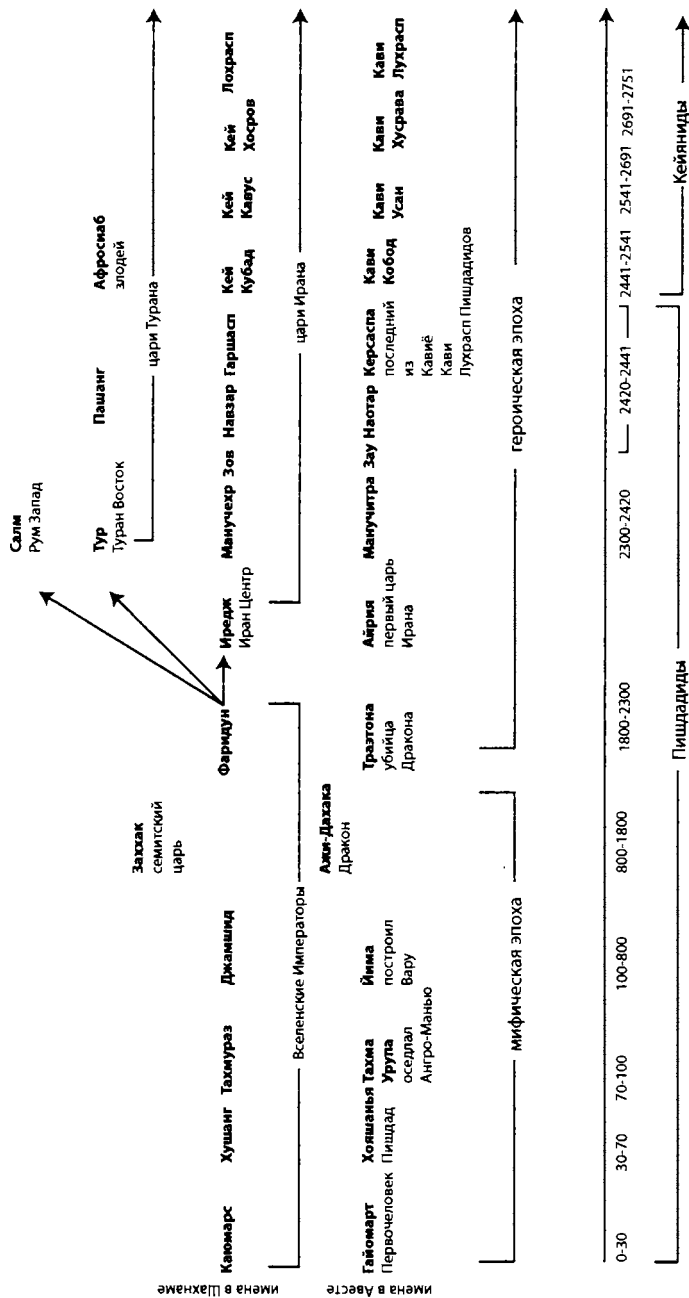 Салм
Рум Запад
Тур
Туран Восток
Пашанг
Афросиаб
злодей
цари Турана
Заххак
семитский
царь
имена в Шахнаме
Каюмарс
Хушанг
Тахмураз
Джамшид
Фаридун
Иредж
Иран Центр
Манучехр
Зов
Навзар
Гаршасп
Кей
Кубад
Кей
Кавус
Кей
Хосров
Лохрасп
Вселенские Императоры
цари Ирана
Ажи-Дахака
Дракон
имена в Авесте
Гайомарт
Первочеловек
Хояшанья
Пишдад
Тахма
Урупа
оседлал
Ангро-Манью
Йима
построил
Вару
Траэтона
убийца
Дракона
Айрия
первый царь
Ирана
Манучитра
Зау
Наотар
Керсаспа
последний
из
Кавиё
Кави
Лухрасп Пишдадидов
Кави
Кобод
Кави
Усан
Кави
Хусрава
Кави
Лухрасп
мифическая эпоха
героическая эпоха
0-30
30-70
70-100
100-800
800-1800
1800-2300
2300-2420
2420-2441
2441-2541
2541-2691
2691-2751
Пишдадиды
Кейяниды